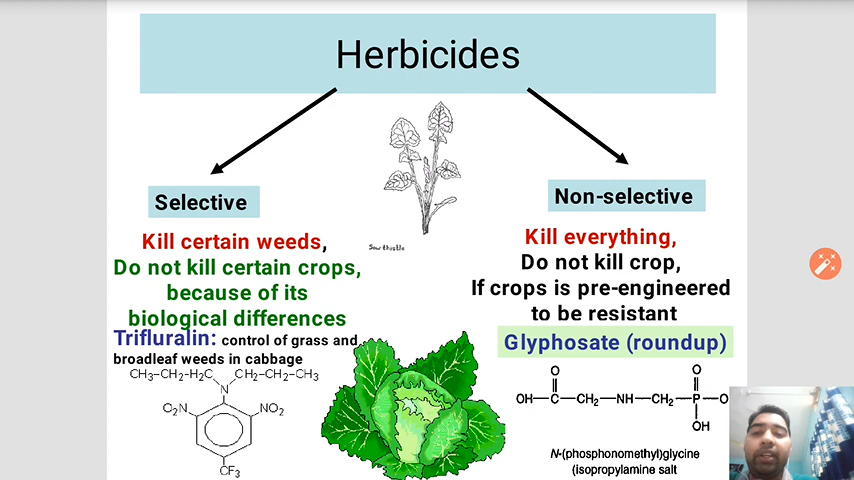 Herbicides
Selective
Kill certain weeds,
Do not kill certain crops,
because of its
biological differences
Trifluralin: control of grass and
broadleaf weeds in cabbage
CH₃-CH₂-H₂C CH₂-CH₂-CH₃
N
O₂N NO₂
CF₃
Sow thistle
Non-selective
Kill everything,
Do not kill crop,
If crops is pre-engineered
to be resistant
Glyphosate (roundup)
O O
OH—C—CH₂—NH—CH₂—P—O
OH
N-(phosphonomethyl)glycine
(isopropylamine salt